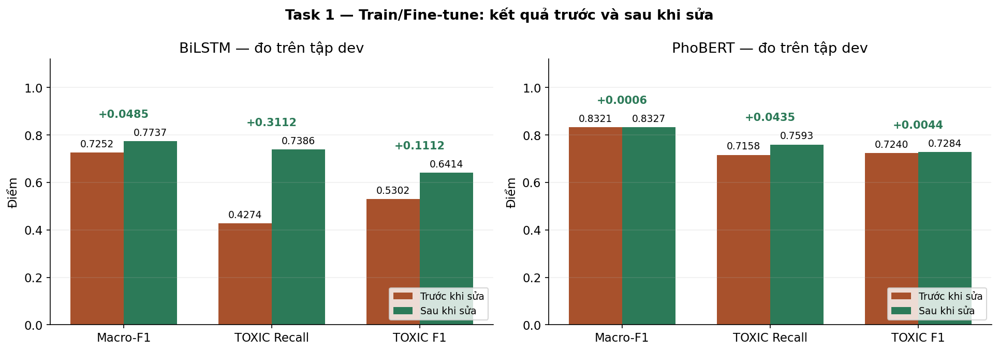 Task 1 — Train/Fine-tune: kết quả trước và sau khi sửa
BiLSTM — đo trên tập dev
Điểm
1.0
0.8
0.6
0.4
0.2
0.0
+0.0485
0.7252
0.7737
+0.3112
0.4274
0.7386
+0.1112
0.5302
0.6414
Trước khi sửa
Sau khi sửa
Macro-F1
TOXIC Recall
TOXIC F1
PhoBERT — đo trên tập dev
Điểm
1.0
0.8
0.6
0.4
0.2
0.0
+0.0006
0.8321
0.8327
+0.0435
0.7158
0.7593
+0.0044
0.7240
0.7284
Trước khi sửa
Sau khi sửa
Macro-F1
TOXIC Recall
TOXIC F1